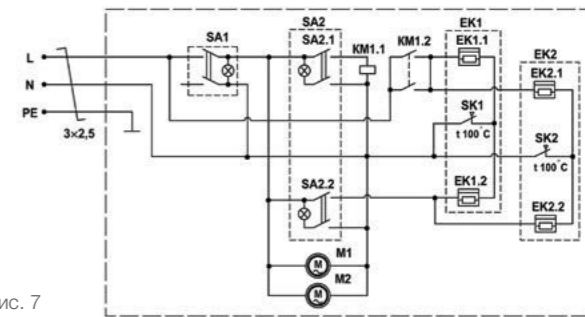 EK1
SA1
SA2
SA2.1
KM1.1
KM1.2
EK1.1
EK2
L
EK2.1
N
SK1
PE
t 100°C
SK2
3×2,5
t 100°C
SA2.2
EK1.2
EK2.2
M1
M
M2
M
ис. 7